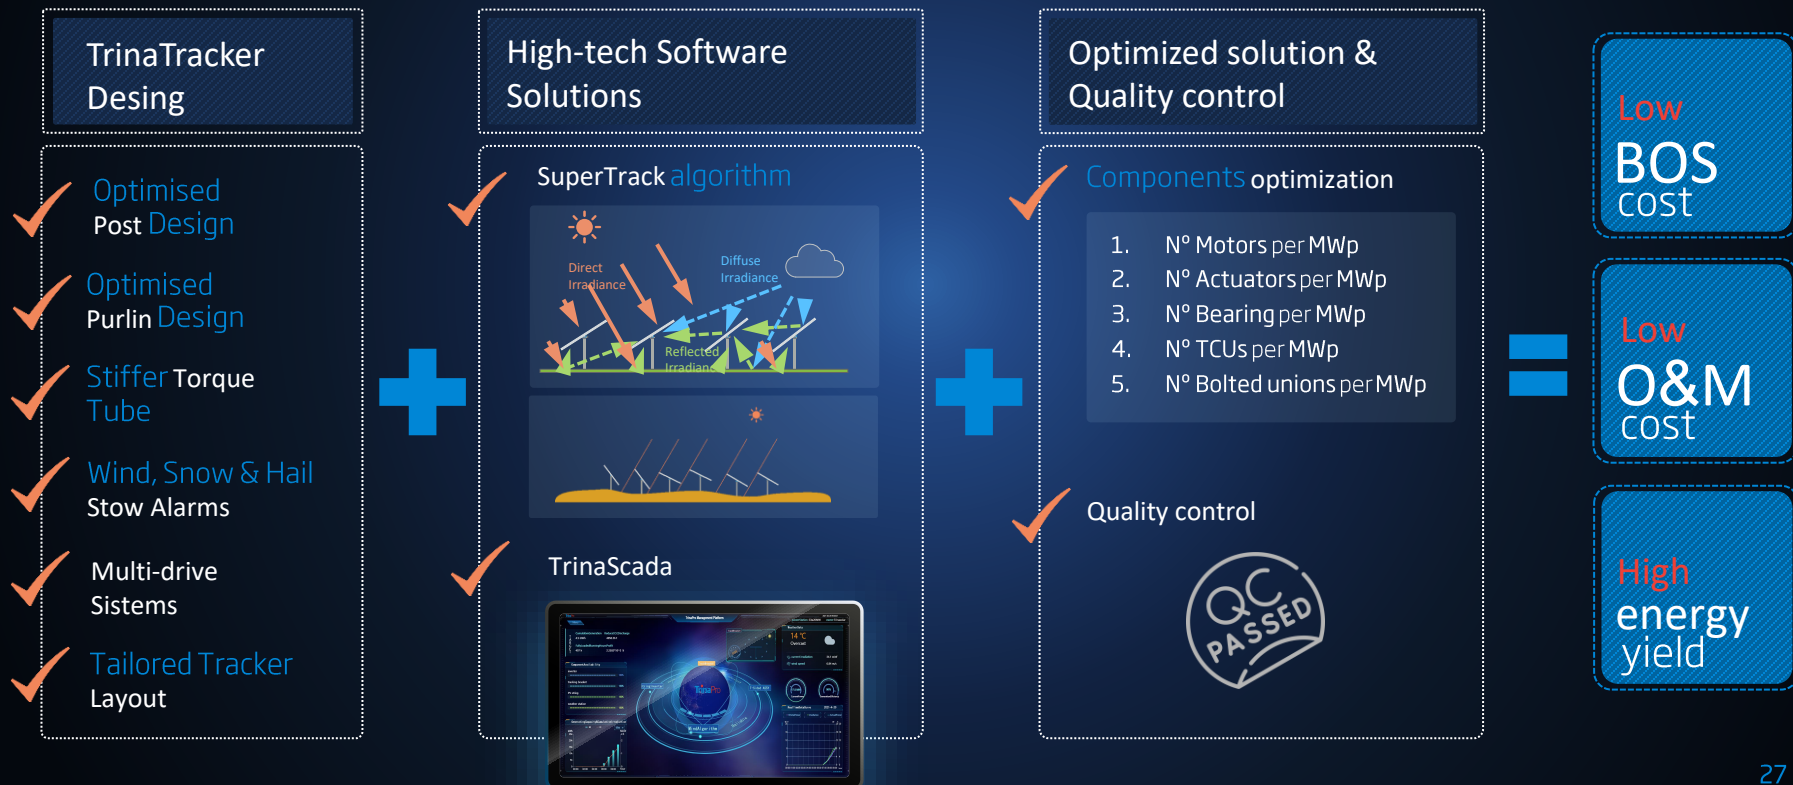 TrinaTracker
Desing
Optimised
Post Design
Optimised
Purlin Design
Stiffer Torque
Tube
Wind, Snow & Hail
Stow Alarms
Multi-drive
Sistems
Tailored Tracker
Layout
High-tech Software
Solutions
SuperTrack algorithm
Direct
Irradiance
Diffuse
Irradiance
Reflected
Irradiance
TrinaScada
14 °C
Overcast
TrinaPro
Optimized solution &
Quality control
Components optimization
1. Nº Motors per MWp
2. Nº Actuators per MWp
3. Nº Bearing per MWp
4. Nº TCUs per MWp
5. Nº Bolted unions per MWp
Quality control
QC
PASSED
Low
BOS
cost
Low
O&M
cost
High
energy
yield
27